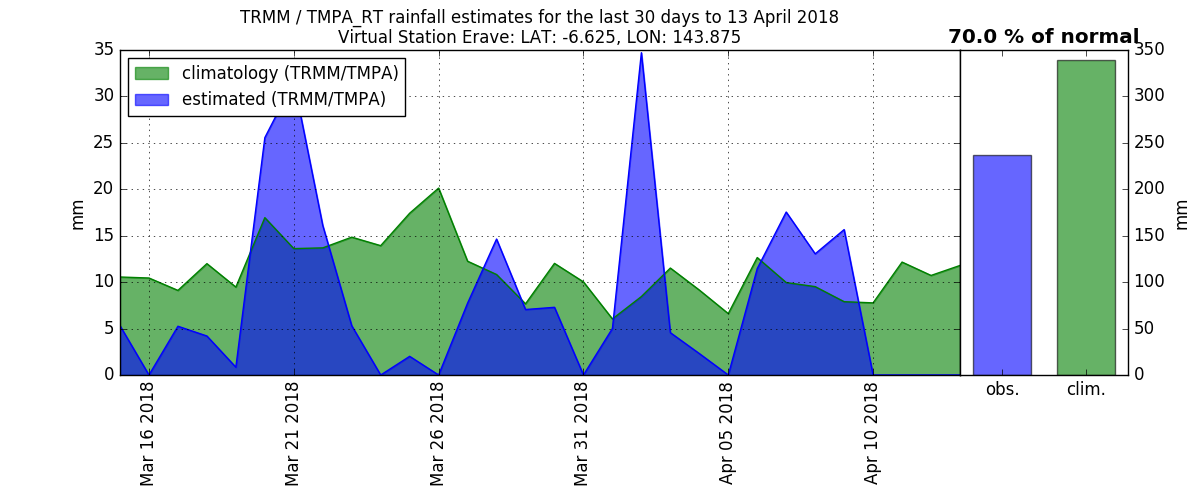 TRMM / TMPA_RT rainfall estimates for the last 30 days to 13 April 2018
Virtual Station Erave: LAT: -6.625, LON: 143.875
70.0 % of normal
climatology (TRMM/TMPA)
estimated (TRMM/TMPA)
35
30
25
20
15
10
5
0
mm
Mar 16 2018
Mar 21 2018
Mar 26 2018
Mar 31 2018
Apr 05 2018
Apr 10 2018
350
300
250
200
150
100
50
0
mm
obs.
clim.